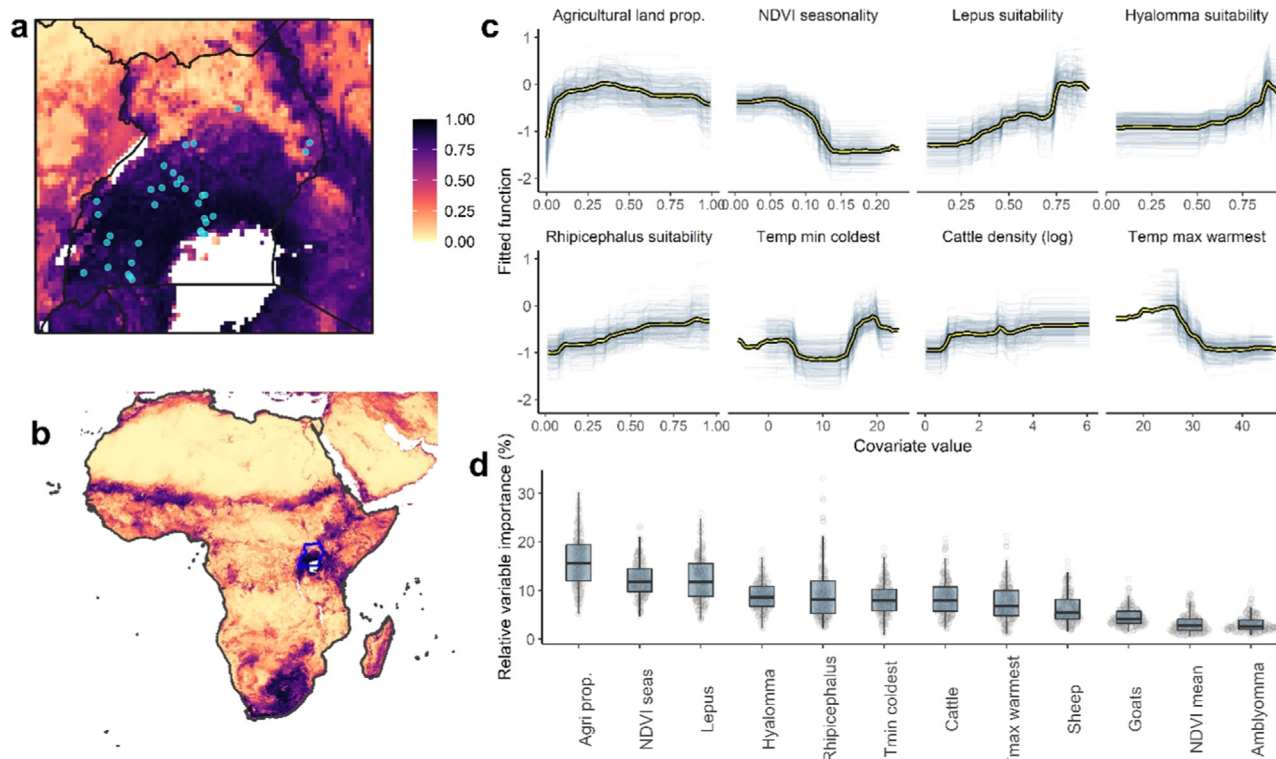 a
1.00
0.75
0.50
0.25
0.00
b
c
Agricultural land prop. NDVI seasonality Lepus suitability Hyalomma suitability
1
0
-1
-2
0.00 0.25 0.50 0.75 1.00 0.00 0.10 0.20 0.25 0.50 0.75 0.00 0.25 0.50 0.75
Fitted function
Rhipicephalus suitability Temp min coldest Cattle density (log) Temp max warmest
1
0
-1
-2
0.00 0.25 0.50 0.75 1.00 0 10 20 0 2 4 6 20 30 40
Covariate value
d
Relative variable importance (%)
30
20
10
0
Agri prop.
NDVI seas
Lepus
Hyalomma
Rhipicephalus
Tmin coldest
Cattle
Tmax warmest
Sheep
Goats
NDVI mean
Amblyomma